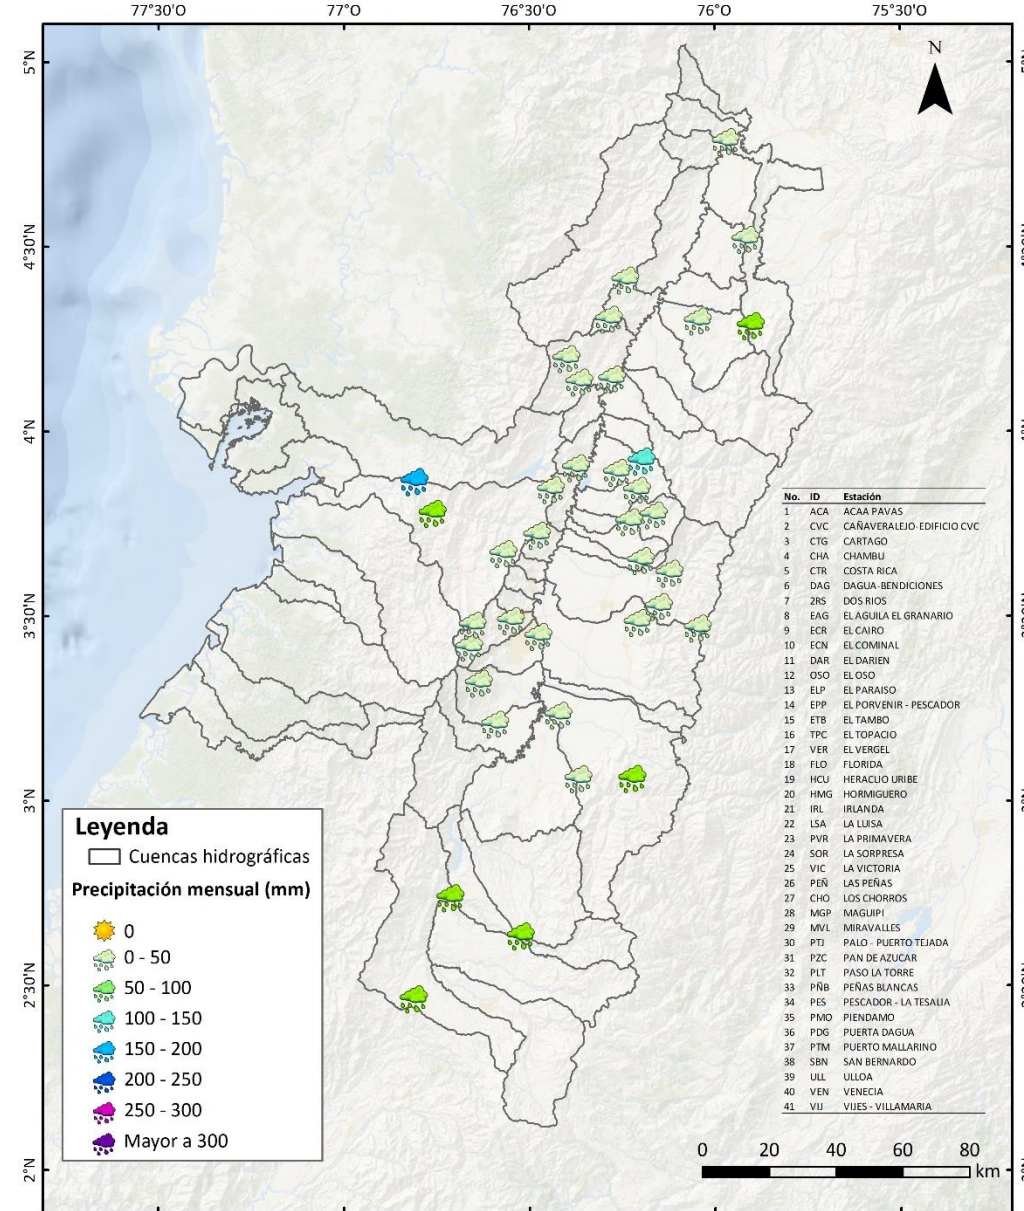 77°30'O 77°O 76°30'O 76°O 75°30'O
5°N
N
4°30'N
4°N
3°30'N
3°N
2°30'N
2°N
No. ID Estación
1 ACA ACAA PAVAS
2 CVC CAÑAVERALEJO-EDIFICIO CVC
3 CTG CARTAGO
4 CHA CHAMBU
5 CTR COSTA RICA
6 DAG DAGUA-BENDICIONES
7 2RS DOS RIOS
8 EAG EL AGUILA EL GRANARIO
9 ECR EL CAIRO
10 ECN EL COMINAL
11 DAR EL DARIEN
12 OSO EL OSO
13 ELP EL PARAISO
14 EPP EL PORVENIR - PESCADOR
15 ETB EL TAMBO
16 TPC EL TOPACIO
17 VER EL VERGEL
18 FLO FLORIDA
19 HCU HERACLIO URIBE
20 HMG HORMIGUERO
21 IRL IRLANDA
22 LSA LA LUISA
23 PVR LA PRIMAVERA
24 SOR LA SORPRESA
25 VIC LA VICTORIA
26 PEÑ LAS PEÑAS
27 CHO LOS CHORROS
28 MGP MAGUIPI
29 MVL MIRAVALLES
30 PTJ PALO - PUERTO TEJADA
31 PZC PAN DE AZUCAR
32 PLT PASO LA TORRE
33 PÑB PEÑAS BLANCAS
34 PES PESCADOR - LA TESALIA
35 PMO PIENDAMO
36 PDG PUERTA DAGUA
37 PTM PUERTO MALLARINO
38 SBN SAN BERNARDO
39 ULL ULLOA
40 VEN VENECIA
41 VIJ VIJES - VILLAMARIA
Leyenda
Cuencas hidrográficas
Precipitación mensual (mm)
0
0 - 50
50 - 100
100 - 150
150 - 200
200 - 250
250 - 300
Mayor a 300
0 20 40 60 80
km